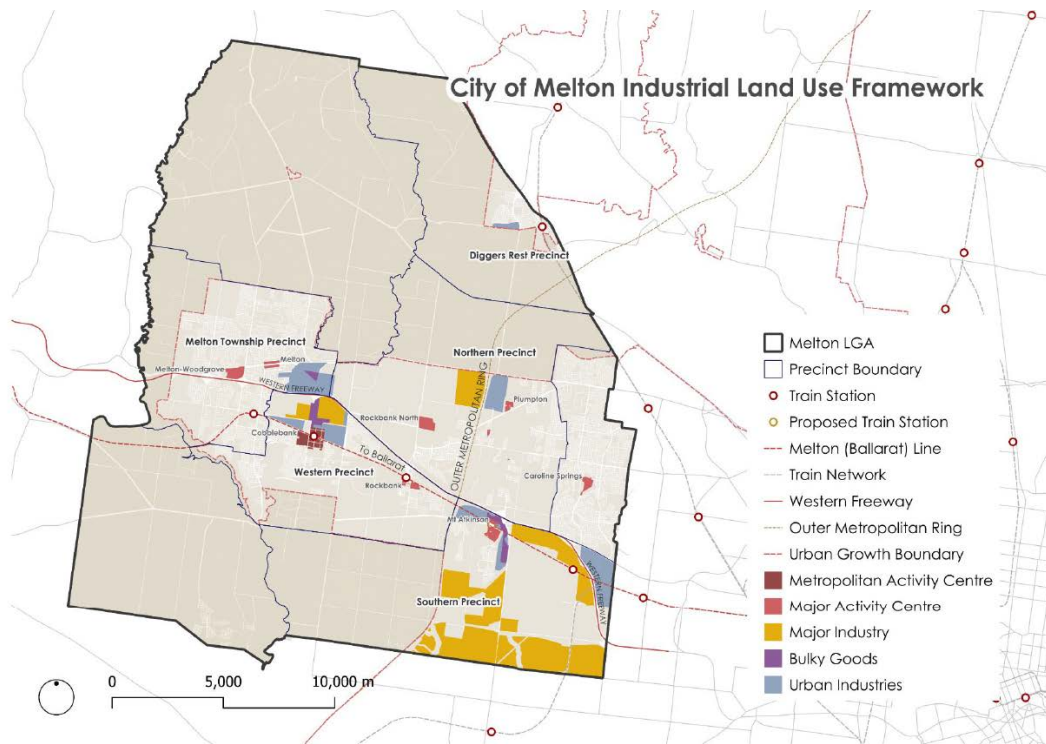 City of Melton Industrial Land Use Framework
Diggers Rest Precinct
Melton Township Precinct
Northern Precinct
Melton
Melton-Woodgrove
WESTERN FREEWAY
OUTER METROPOLITAN RING
Plumpton
Rockbank North
Cobblebank
To Ballarat
Western Precinct
Caroline Springs
Rockbank
Mt Atkinson
WESTERN FREEWAY
Southern Precinct
Melton LGA
Precinct Boundary
Train Station
Proposed Train Station
Melton (Ballarat) Line
Train Network
Western Freeway
Outer Metropolitan Ring
Urban Growth Boundary
Metropolitan Activity Centre
Major Activity Centre
Major Industry
Bulky Goods
Urban Industries
0 5,000 10,000 m